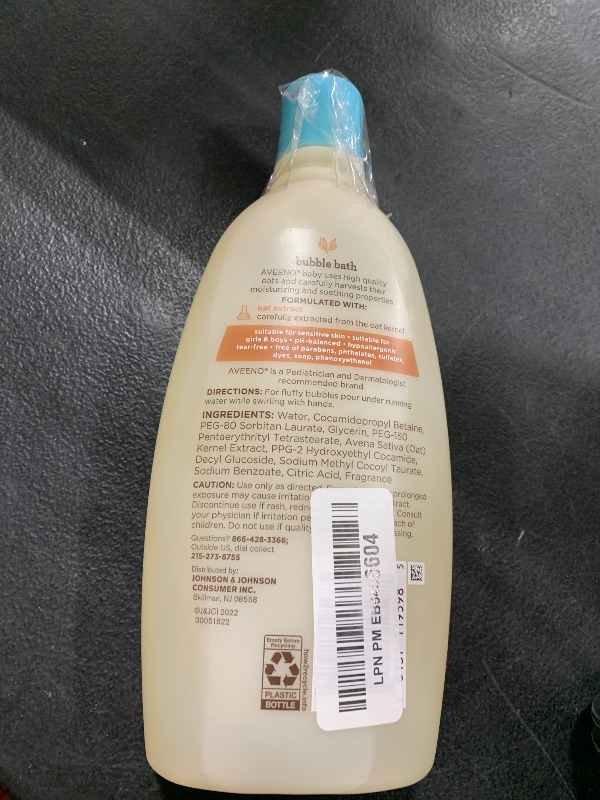 bubble bath
AVEENO® baby uses high quality
oats and carefully harvests their
moisturizing and soothing properties.
FORMULATED WITH:
oat extract
carefully extracted from the oat kernel
suitable for sensitive skin • suitable for
girls & boys • pH-balanced • hypoallergenic
tear-free • free of parabens, phthalates, sulfates,
dyes, soap, phenoxyethanol
AVEENO® is a Pediatrician and Dermatologist
recommended brand
DIRECTIONS: For fluffy bubbles pour under running
water while swirling with hands.
INGREDIENTS: Water, Cocamidopropyl Betaine,
PEG-80 Sorbitan Laurate, Glycerin, PEG-150
Pentaerythrityl Tetrastearate, Avena Sativa (Oat)
Kernel Extract, PPG-2 Hydroxyethyl Cocamide,
Decyl Glucoside, Sodium Methyl Cocoyl Taurate,
Sodium Benzoate, Citric Acid, Fragrance
CAUTION: Use only as directed. prolonged
exposure may cause irritatio
Discontinue use if rash, redn Consult
your physician if irritation pe each of
children. Do not use if quality
Questions? 866-428-3366;
Outside US, dial collect
215-273-8755
Distributed by:
JOHNSON & JOHNSON
CONSUMER INC.
Skillman, NJ 08558
©J&JCI 2022
30051822
Empty Before
Recycling
PLASTIC
BOTTLE
how2recycle.info
LPN PM